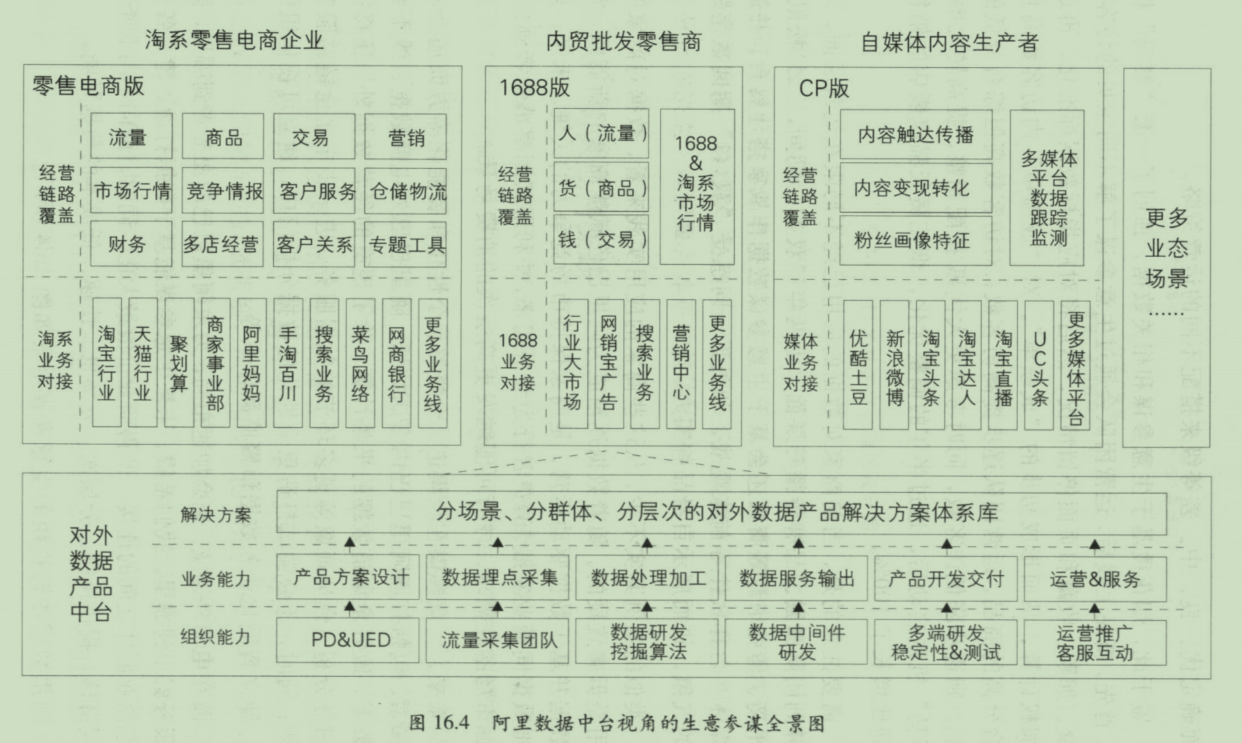 淘系零售电商企业
内贸批发零售商
自媒体内容生产者
零售电商版
经营
链路
覆盖
流量
商品
交易
营销
市场行情
竞争情报
客户服务
仓储物流
财务
多店经营
客户关系
专题工具
淘系
业务
对接
淘宝行业
天猫行业
聚划算
商家事业部
阿里妈妈
手淘百川
搜索业务
菜鸟网络
网商银行
更多业务线
1688版
经营
链路
覆盖
人（流量）
货（商品）
钱（交易）
1688
&
淘系
市场
行情
1688
业务
对接
行业大市场
网销宝广告
搜索业务
营销中心
更多业务线
CP版
经营
链路
覆盖
内容触达传播
内容变现转化
粉丝画像特征
多媒体
平台
数据
跟踪
监测
媒体
业务
对接
优酷土豆
新浪微博
淘宝头条
淘宝达人
淘宝直播
UC头条
更多媒体平台
更多
业态
场景
……
对外
数据
产品
中台
解决方案
分场景、分群体、分层次的对外数据产品解决方案体系库
业务能力
产品方案设计
数据埋点采集
数据处理加工
数据服务输出
产品开发交付
运营&服务
组织能力
PD&UED
流量采集团队
数据研发
挖掘算法
数据中间件
研发
多端研发
稳定性&测试
运营推广
客服互动
图 16.4 阿里数据中台视角的生意参谋全景图